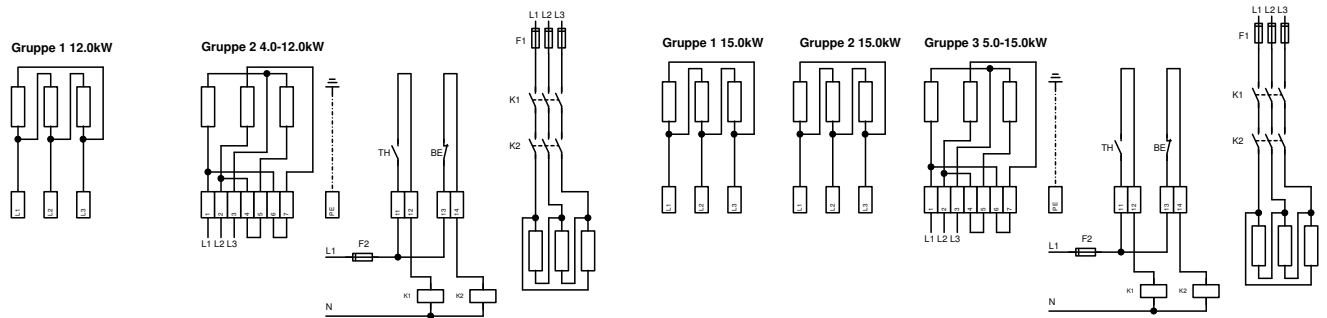 L1 L2 L3
F1
Gruppe 1 12.0kW
Gruppe 2 4.0-12.0kW
K1
K2
TH
BE
L1
L2
L3
1 2 3 4 5 6 7
PE
11 12
13 14
L1 L2 L3
L1
F2
K1
K2
N
L1 L2 L3
F1
Gruppe 1 15.0kW
Gruppe 2 15.0kW
Gruppe 3 5.0-15.0kW
K1
K2
TH
BE
L1
L2
L3
L1
L2
L3
1 2 3 4 5 6 7
PE
11 12
13 14
L1 L2 L3
L1
F2
K1
K2
N